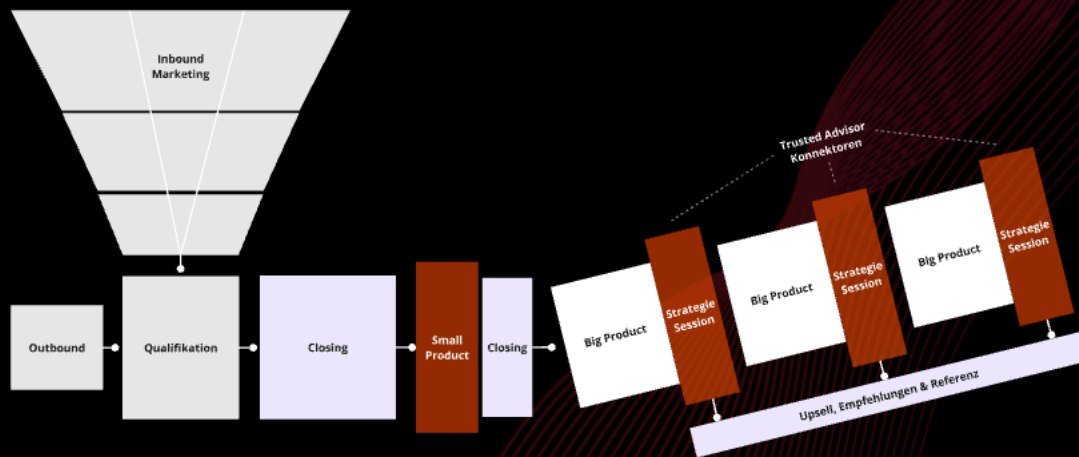 Inbound
Marketing
Trusted Advisor
Konnektoren
Outbound
Qualifikation
Closing
Small
Product
Closing
Big Product
Strategie
Session
Big Product
Strategie
Session
Big Product
Strategie
Session
Upsell, Empfehlungen & Referenz